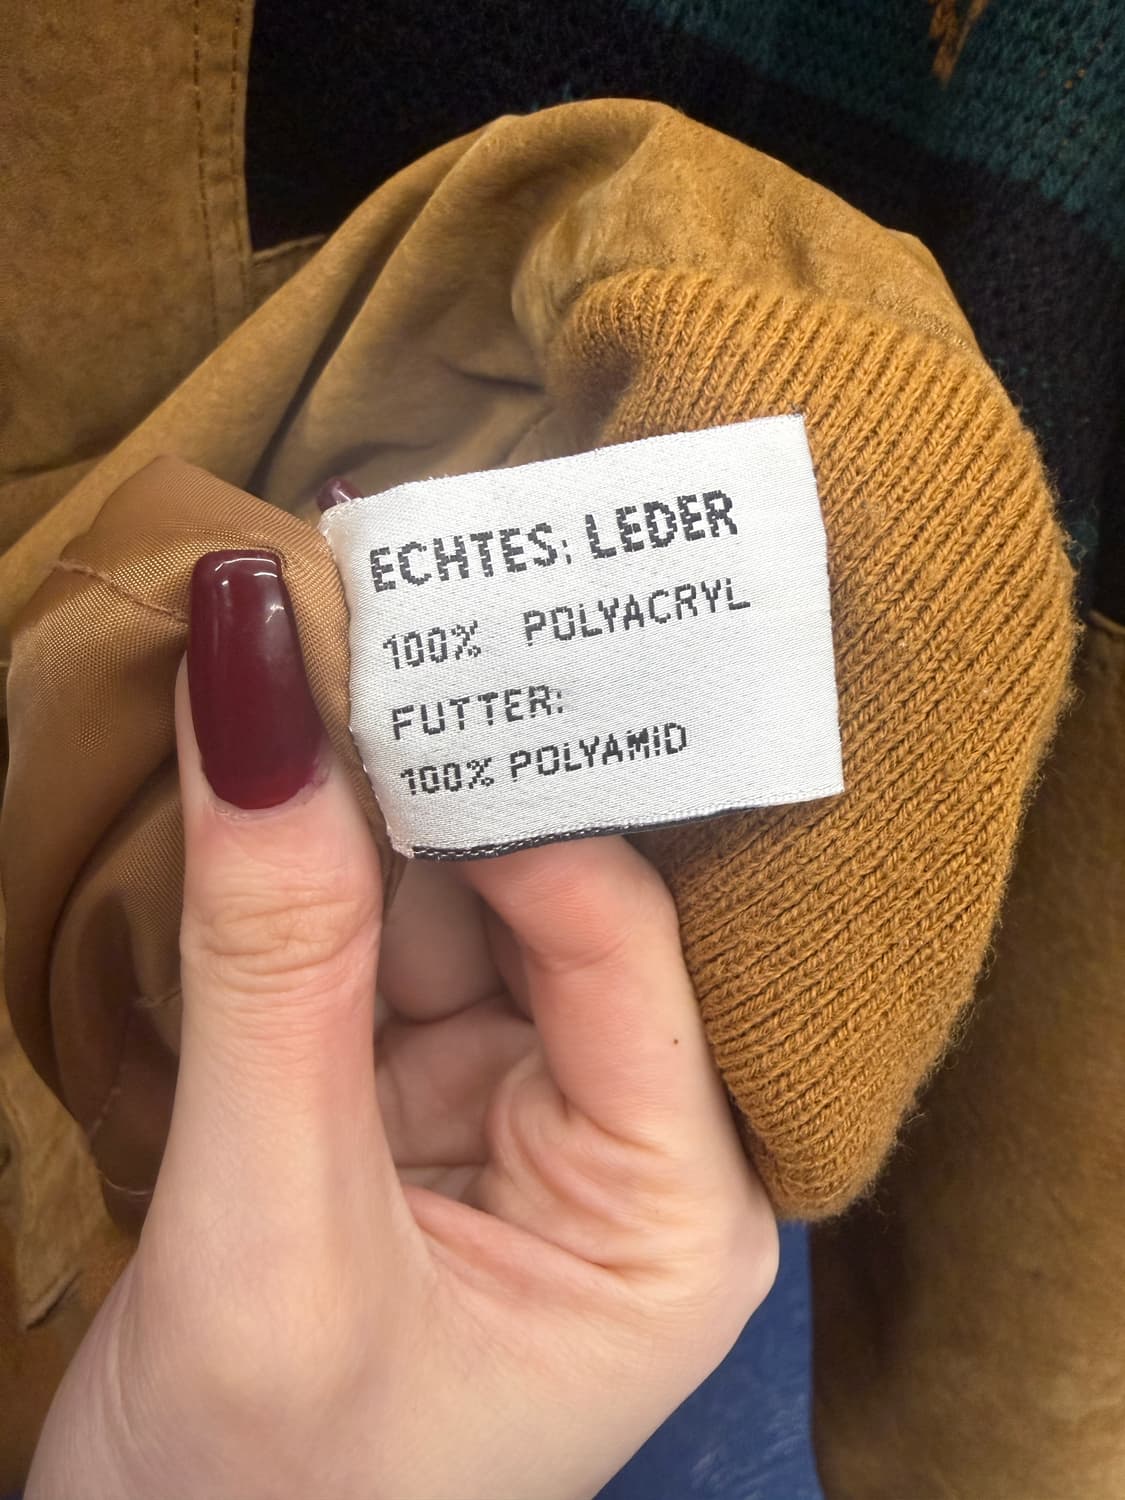 ECHTES; LEDER
100% POLYACRYL
FUTTER:
100% POLYAMID